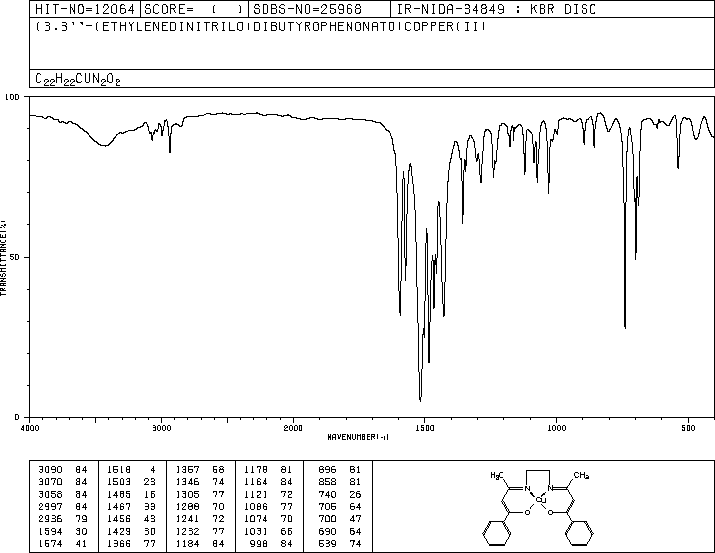 HIT-NO=12064 SCORE= ( ) SDBS-NO=25968 IR-NIDA-34849 : KBR DISC
(3,3''-(ETHYLENEDINITRILO)DIBUTYROPHENONATO)COPPER(II)
C22H22CUN2O2
100
50
0
TRANSMITTANCE(%)
4000 3000 2000 1500 1000 500
WAVENUMBER(-1)
3090 84 1518 4 1357 68 1178 81 896 81
3070 84 1503 23 1346 74 1164 84 858 81
3058 84 1485 16 1305 77 1121 72 740 26
2997 84 1467 39 1288 70 1086 77 705 64
2936 79 1456 43 1241 72 1074 70 700 47
1594 30 1429 30 1232 77 1031 66 690 64
1574 41 1366 77 1184 84 998 84 539 74
H3C CH3
N N
Cu
O O